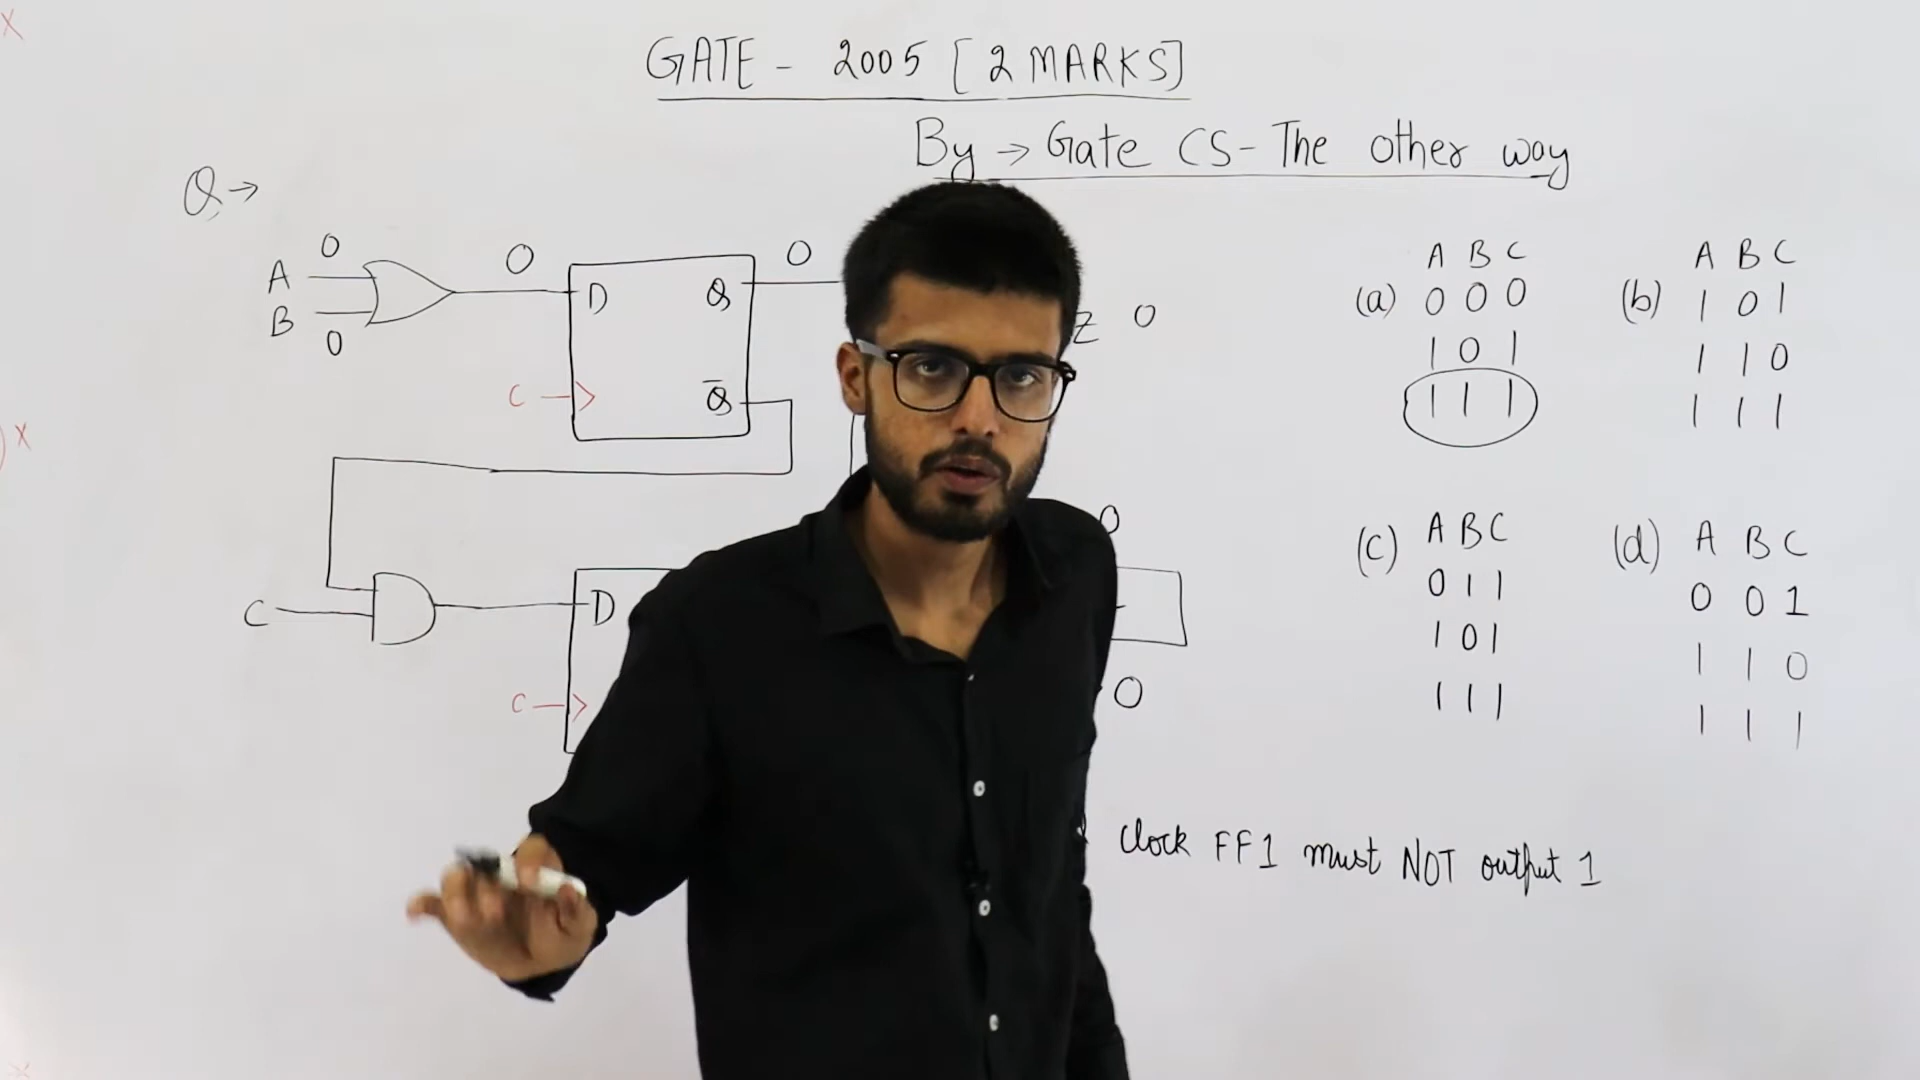 X
GATE - 2005 [2 MARKS]
By → Gate CS - The other way
Q →
A 0
B 0
0
D Q
0
Z 0
C
Q̅
) X
0
C
D
C
0
A B C
(a) 0 0 0
1 0 1
1 1 1
A B C
(b) 1 0 1
1 1 0
1 1 1
A B C
(c) 0 1 1
1 0 1
1 1 1
A B C
(d) 0 0 1
1 1 0
1 1 1
clock FF1 must NOT output 1